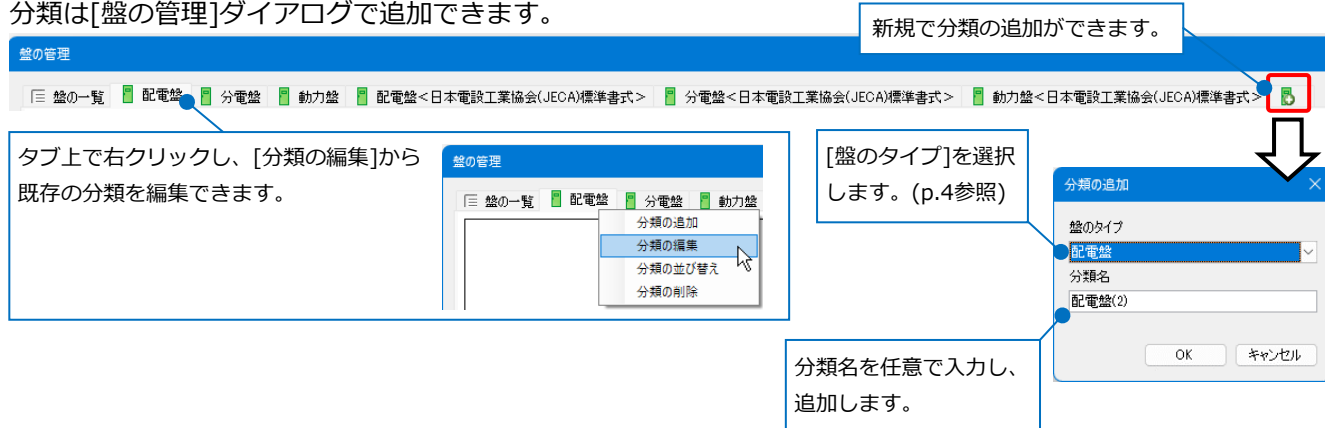 分類は[盤の管理]ダイアログで追加できます。
新規で分類の追加ができます。
盤の管理
盤の一覧 配電盤 分電盤 動力盤 配電盤<日本電設工業協会(JECA)標準書式> 分電盤<日本電設工業協会(JECA)標準書式> 動力盤<日本電設工業協会(JECA)標準書式>
タブ上で右クリックし、[分類の編集]から
既存の分類を編集できます。
盤の管理
盤の一覧 配電盤 分電盤 動力盤
分類の追加
分類の編集
分類の並び替え
分類の削除
[盤のタイプ]を選択
します。(p.4参照)
分類の追加
盤のタイプ
配電盤
分類名
配電盤(2)
OK キャンセル
分類名を任意で入力し、
追加します。